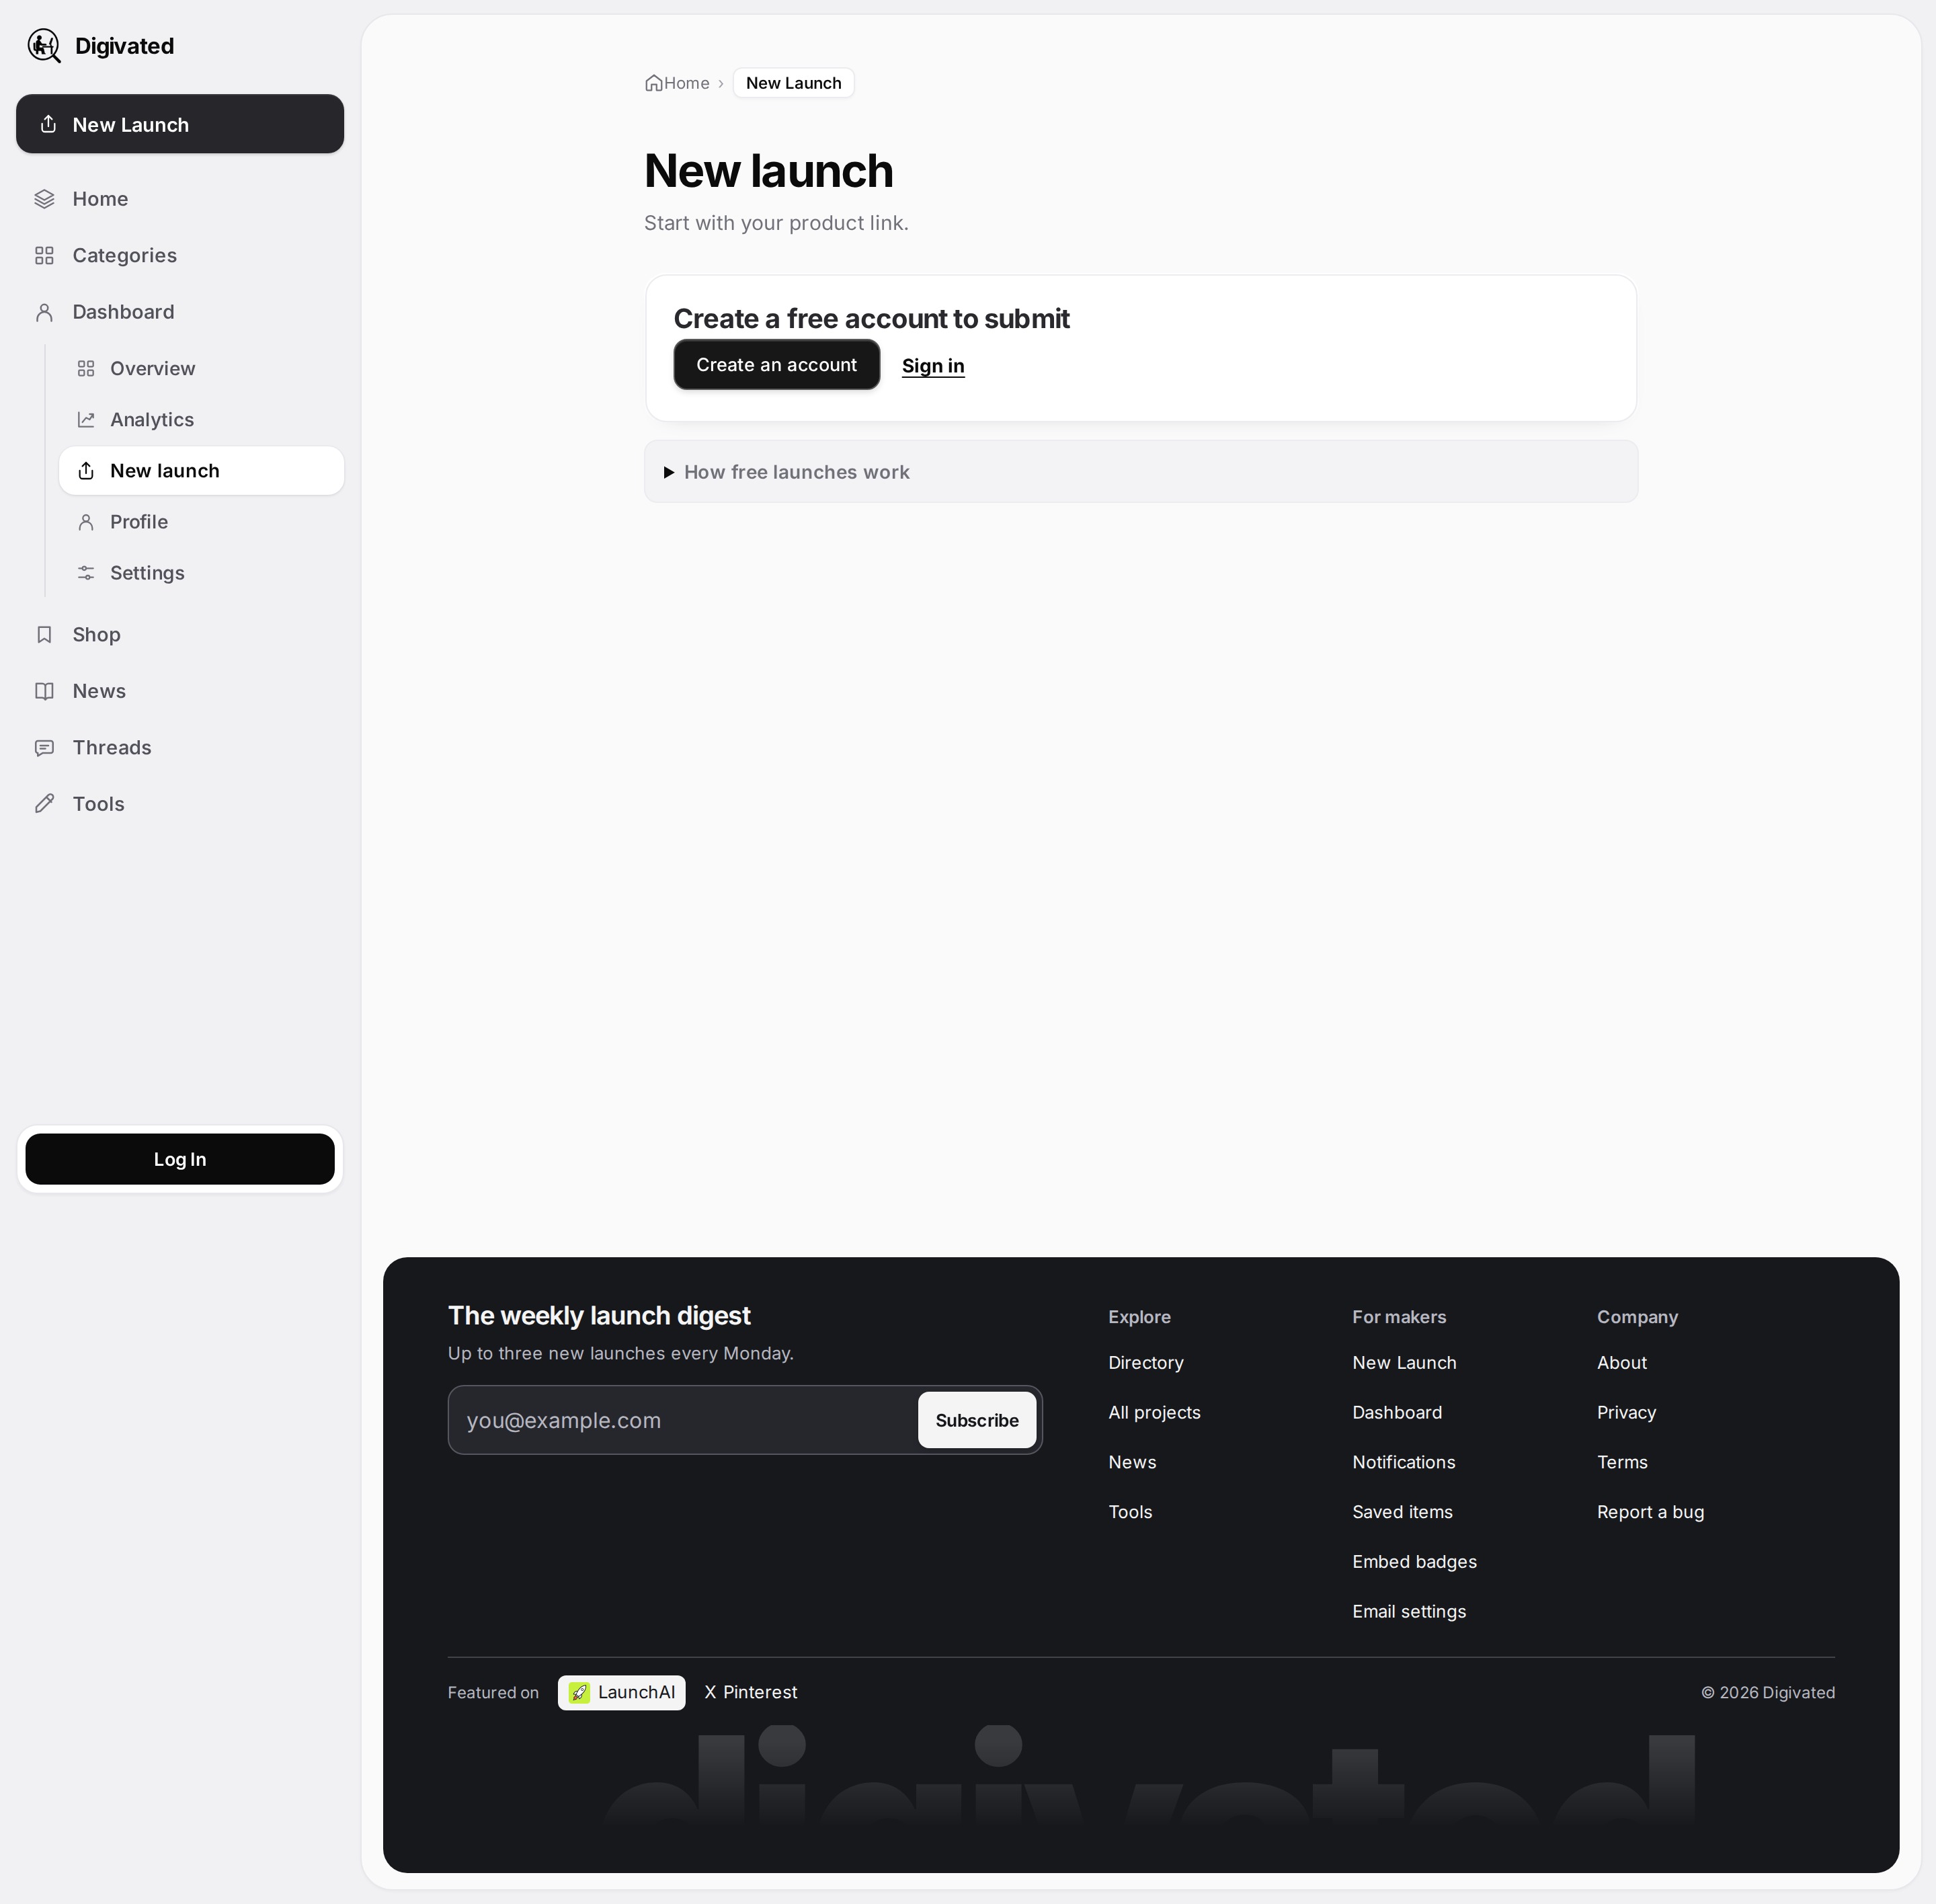 Digivated
New Launch
Home
Categories
Dashboard
Overview
Analytics
New launch
Profile
Settings
Shop
News
Threads
Tools
Log In
Home › New Launch
New launch
Start with your product link.
Create a free account to submit
Create an account Sign in
How free launches work
The weekly launch digest
Up to three new launches every Monday.
you@example.com Subscribe
Explore
Directory
All projects
News
Tools
For makers
New Launch
Dashboard
Notifications
Saved items
Embed badges
Email settings
Company
About
Privacy
Terms
Report a bug
Featured on LaunchAI X Pinterest
© 2026 Digivated
digivated